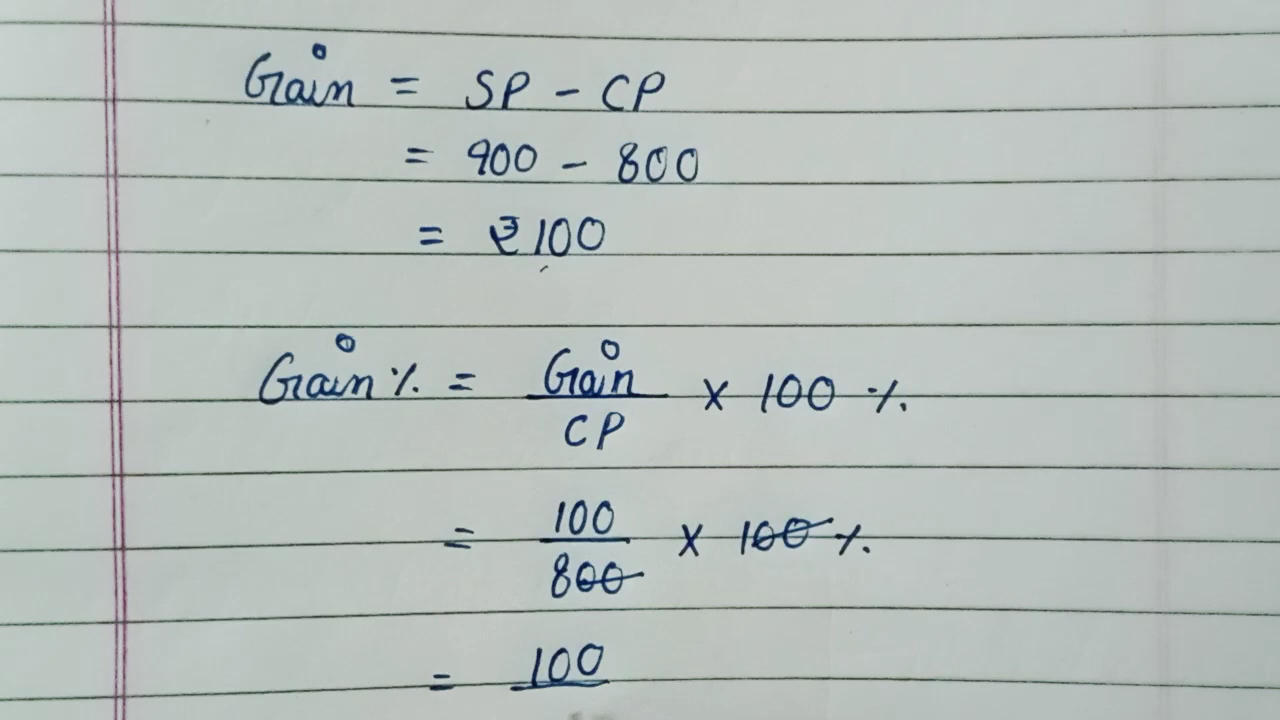 Gain = SP - CP
= 900 - 800
= ₹100
Gain % = Gain/CP × 100 %
= 100/800 × 100 %
= 100